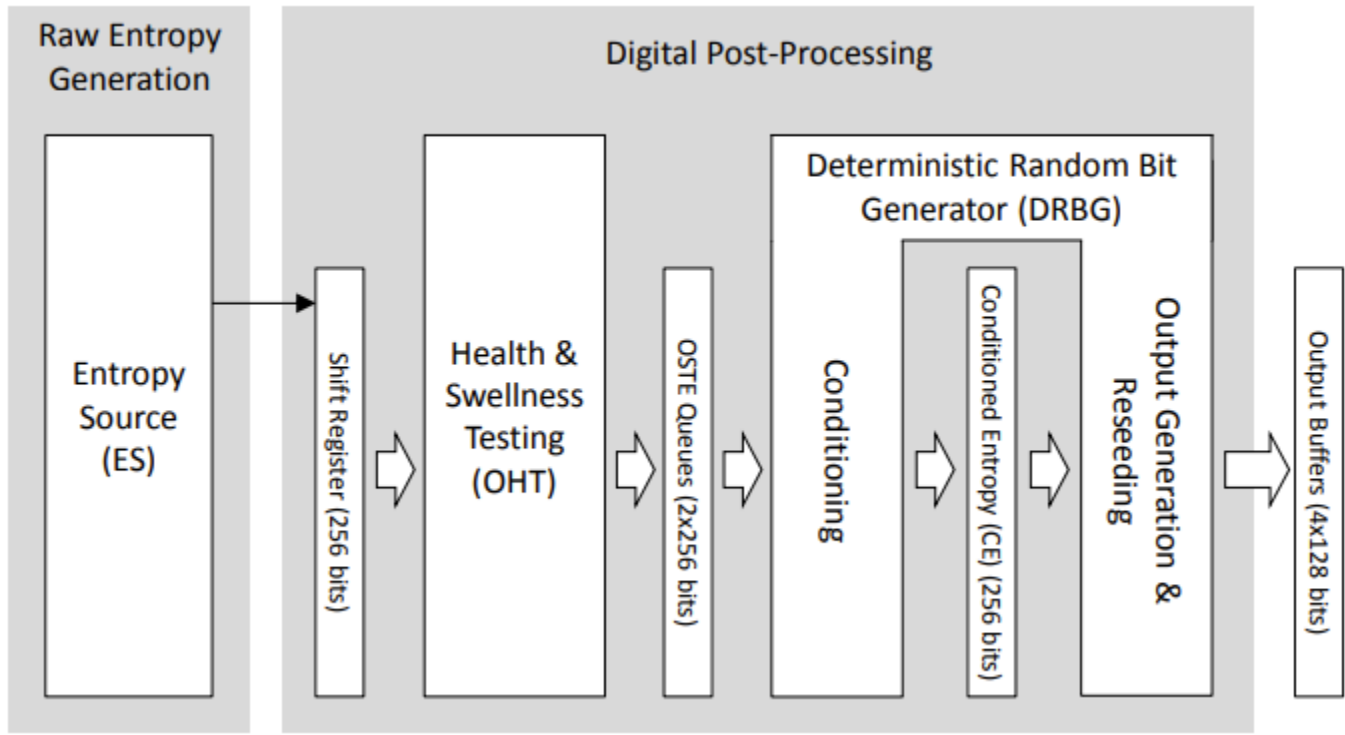 Raw Entropy
Generation
Digital Post-Processing
Entropy
Source
(ES)
Shift Register (256 bits)
Health &
Swellness
Testing
(OHT)
OSTE Queues (2x256 bits)
Deterministic Random Bit
Generator (DRBG)
Conditioning
Conditioned Entropy (CE) (256 bits)
Output Generation &
Reseeding
Output Buffers (4x128 bits)